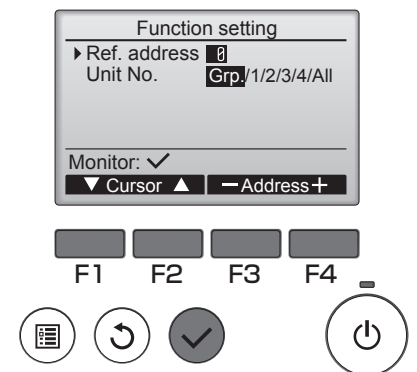 Function setting
Ref. address 0
Unit No. Grp./1/2/3/4/All
Monitor: ✓
▼ Cursor ▲ −Address+
F1 F2 F3 F4